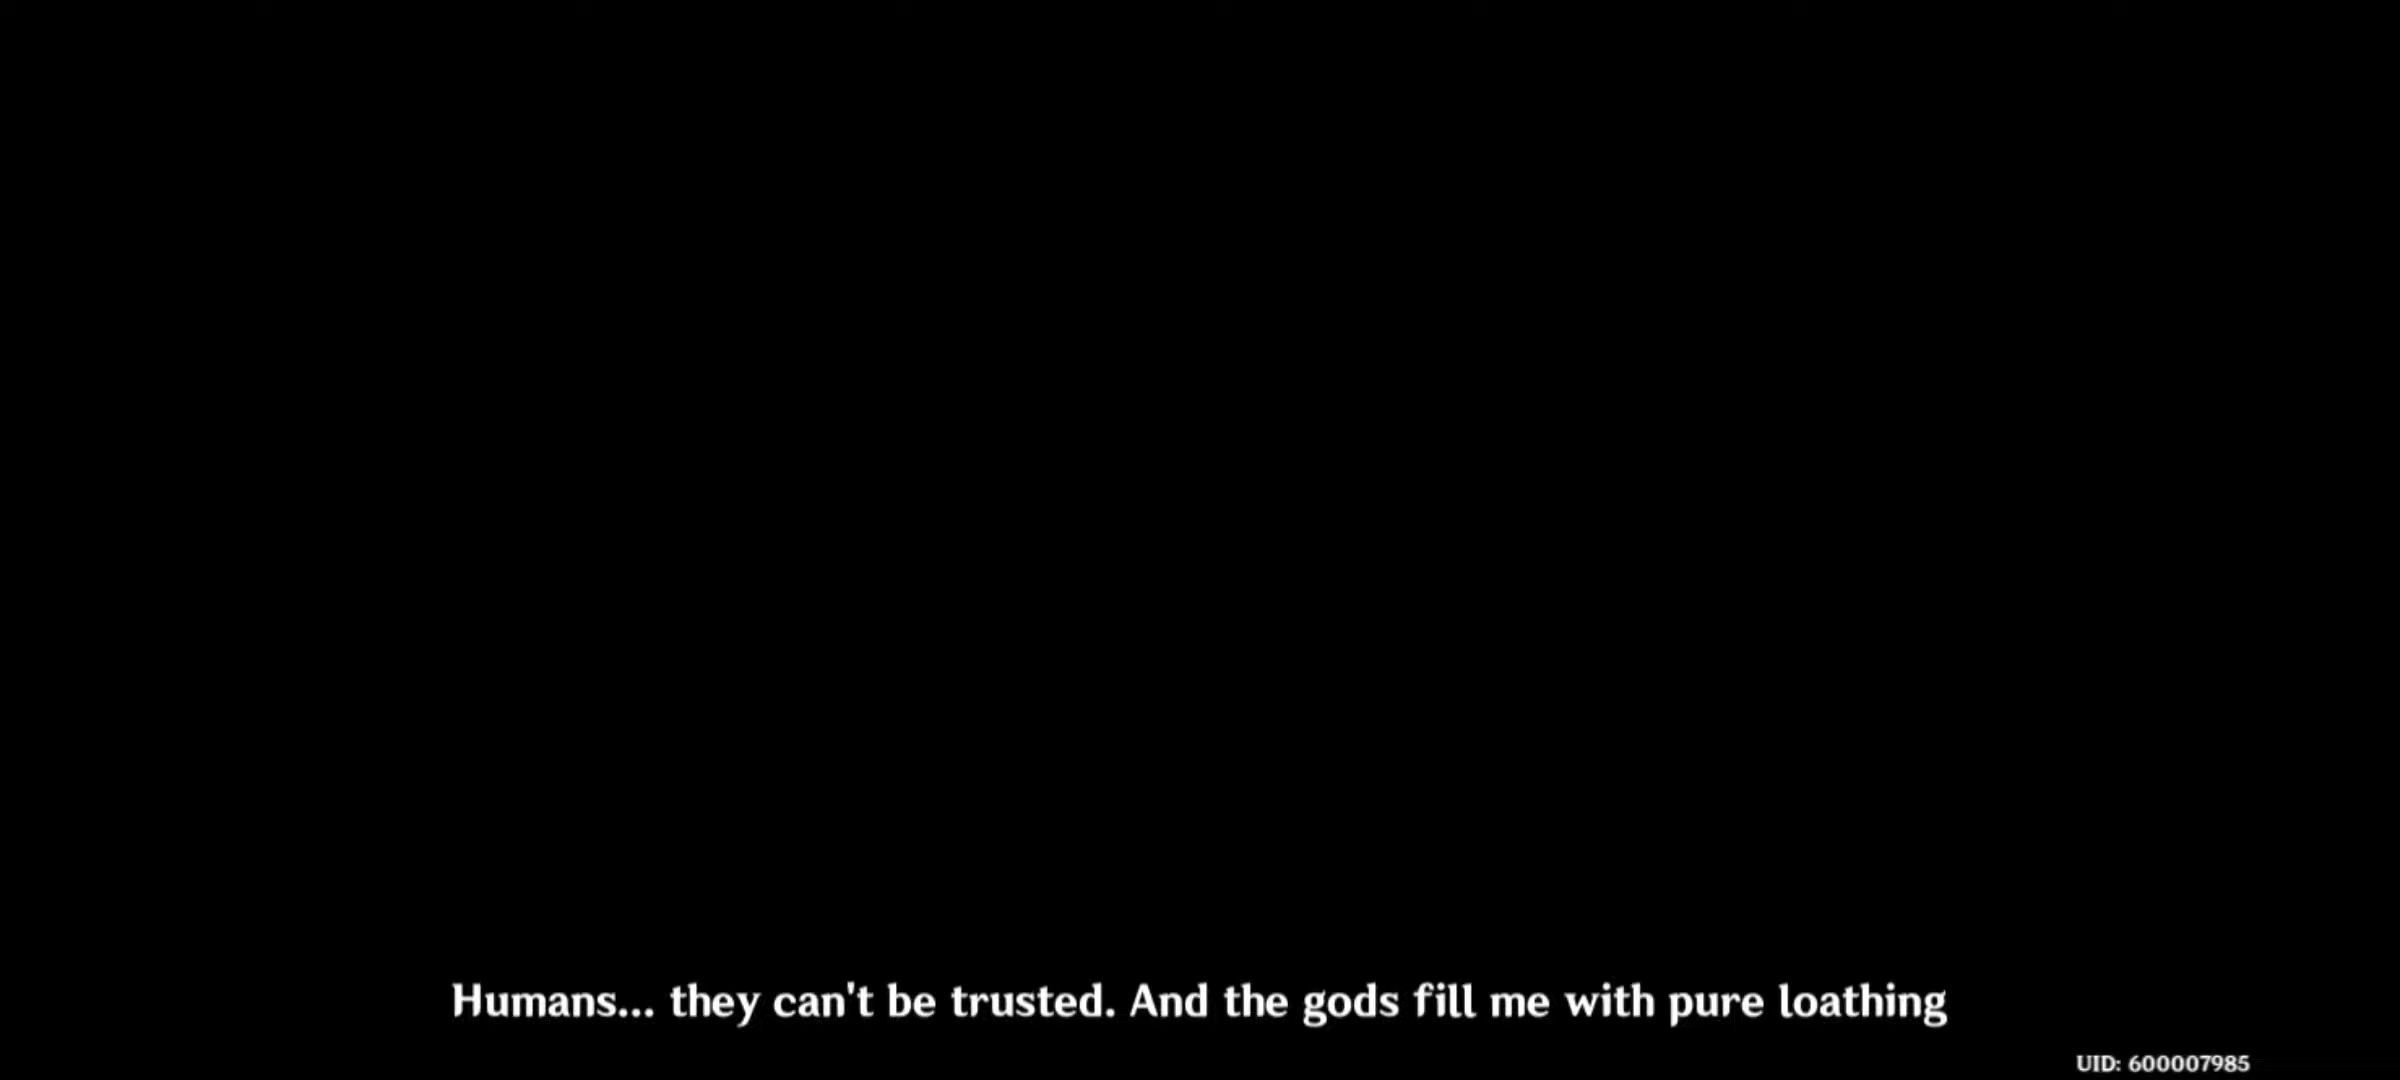 Humans... they can't be trusted. And the gods fill me with pure loathing
UID: 600007985